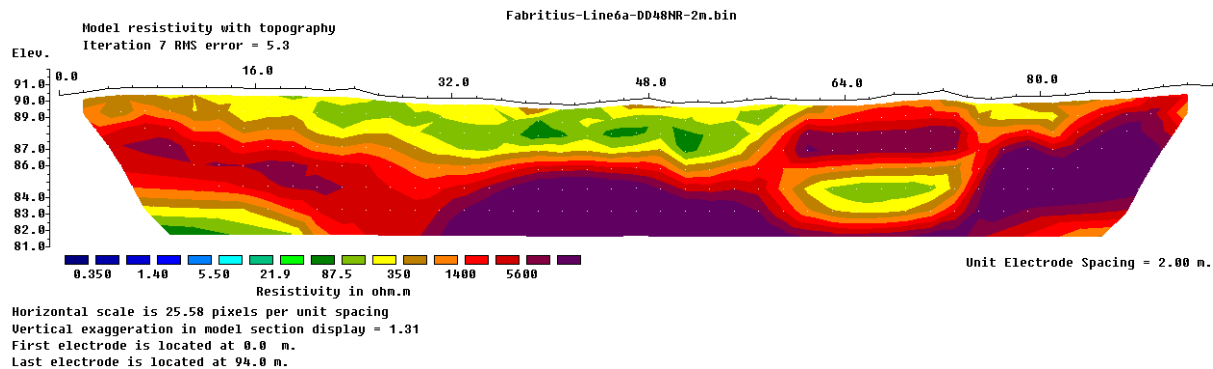 Fabritius-Line6a-DD48NR-2m.bin
Model resistivity with topography
Iteration 7 RMS error = 5.3
Elev.
0.0 16.0 32.0 48.0 64.0 80.0
91.0
90.0
89.0
87.0
86.0
84.0
83.0
82.0
81.0
0.350 1.40 5.50 21.9 87.5 350 1400 5600
Resistivity in ohm.m
Unit Electrode Spacing = 2.00 m.
Horizontal scale is 25.58 pixels per unit spacing
Vertical exaggeration in model section display = 1.31
First electrode is located at 0.0 m.
Last electrode is located at 94.0 m.